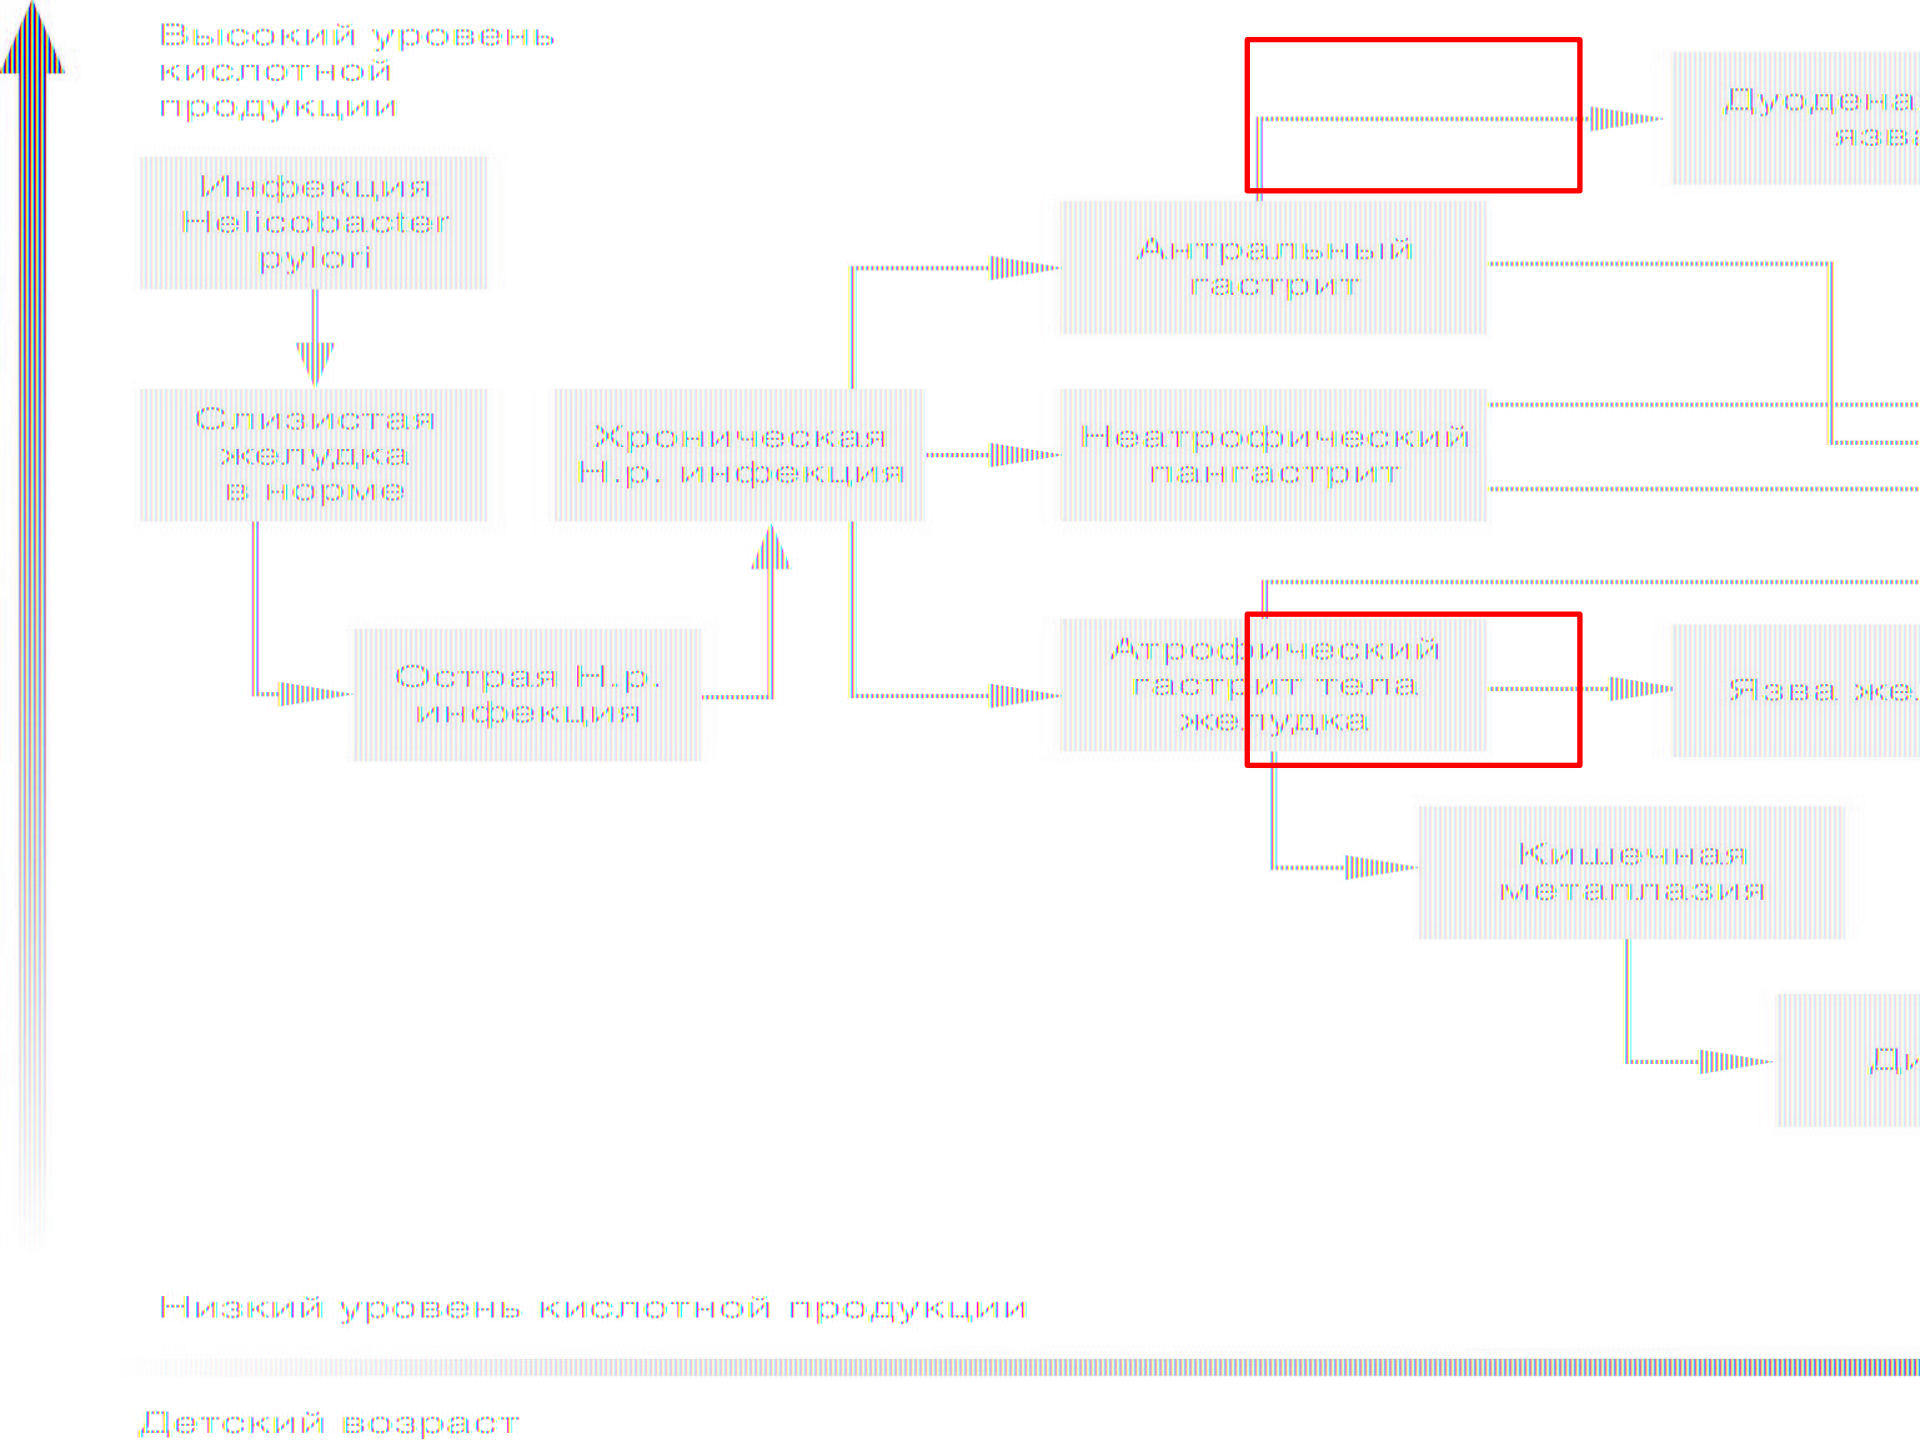 Высокий уровень
кислотной
продукции
Инфекция
Helicobacter
pylori
Слизистая
желудка
в норме
Острая H.p.
инфекция
Хроническая
H.p. инфекция
Антральный
гастрит
Неатрофический
пангастрит
Атрофический
гастрит тела
желудка
Кишечная
метаплазия
Язва
Низкий уровень кислотной продукции
Детский возраст